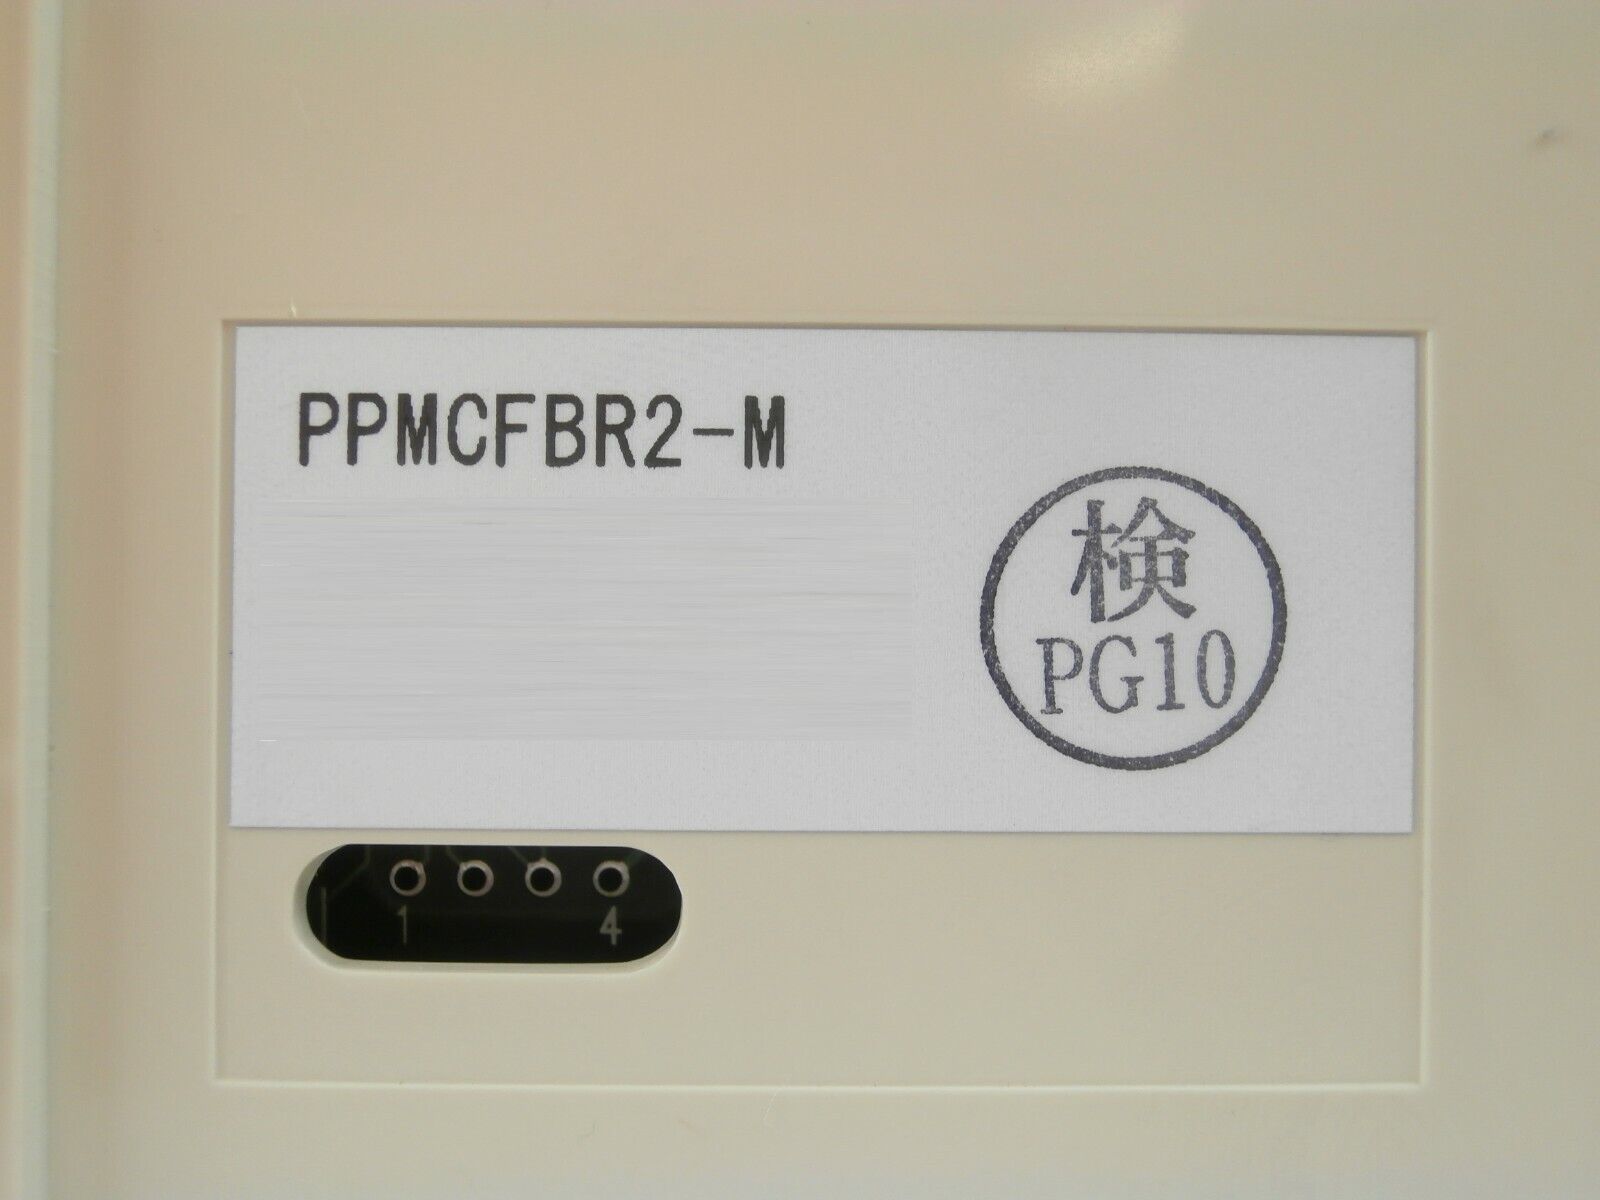 PPMCFBR2-M
検
PG10
1 4